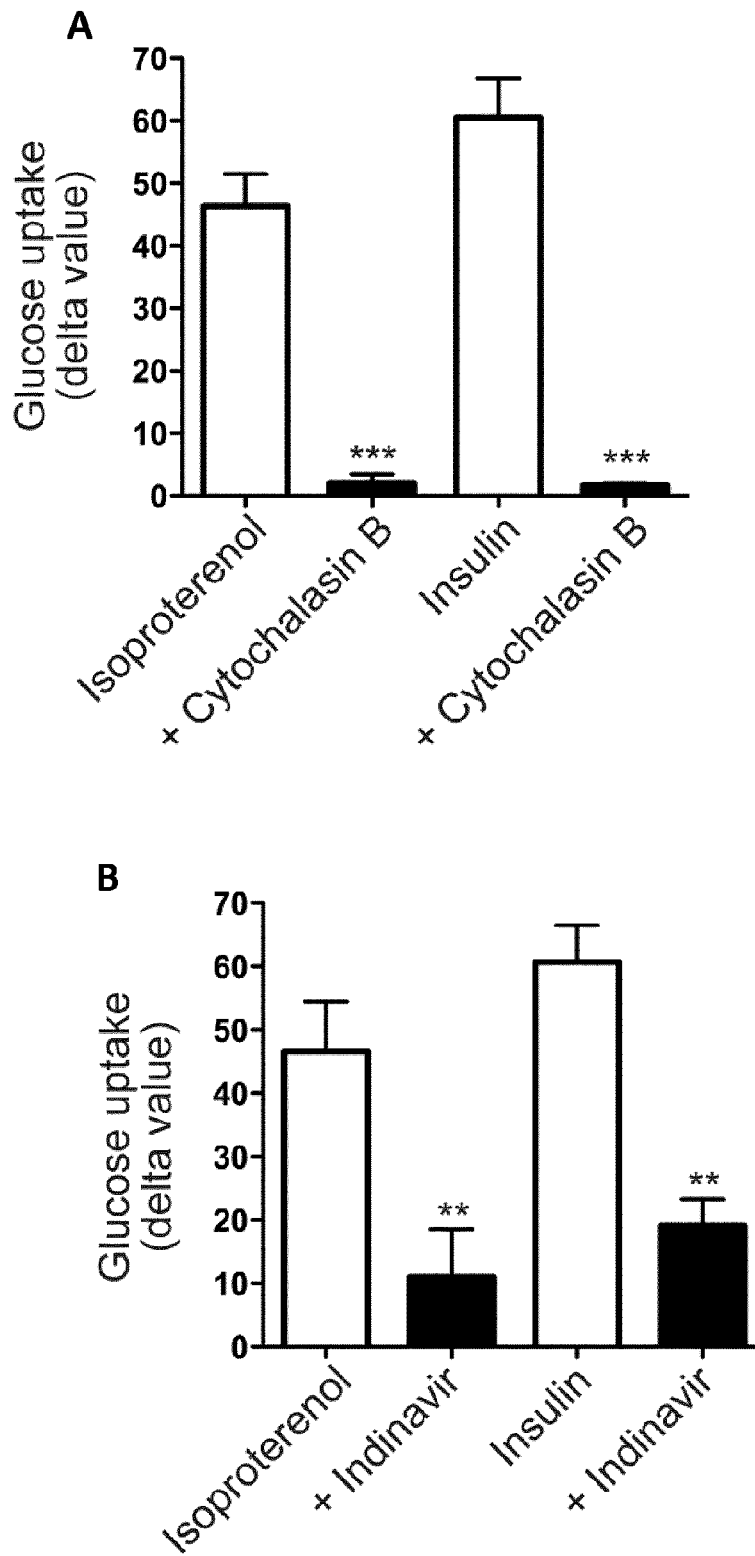 A
Glucose uptake
(delta value)
70
60
50
40
30
20
10
0
***
***
Isoproterenol
+ Cytochalasin B
Insulin
+ Cytochalasin B
B
Glucose uptake
(delta value)
70
60
50
40
30
20
10
0
**
**
Isoproterenol
+ Indinavir
Insulin
+ Indinavir